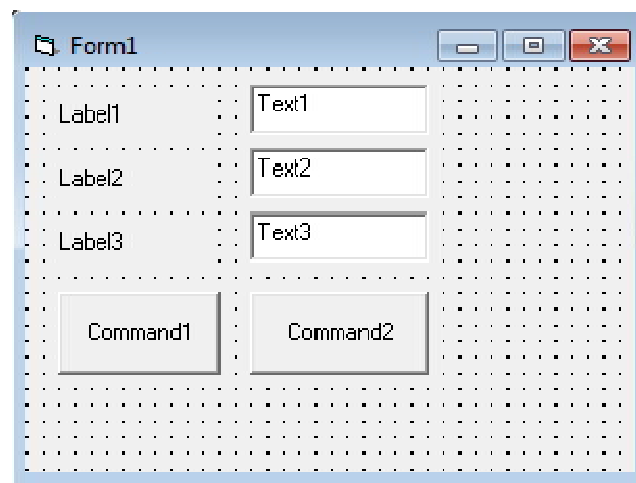 Form1
Label1 Text1
Label2 Text2
Label3 Text3
Command1 Command2